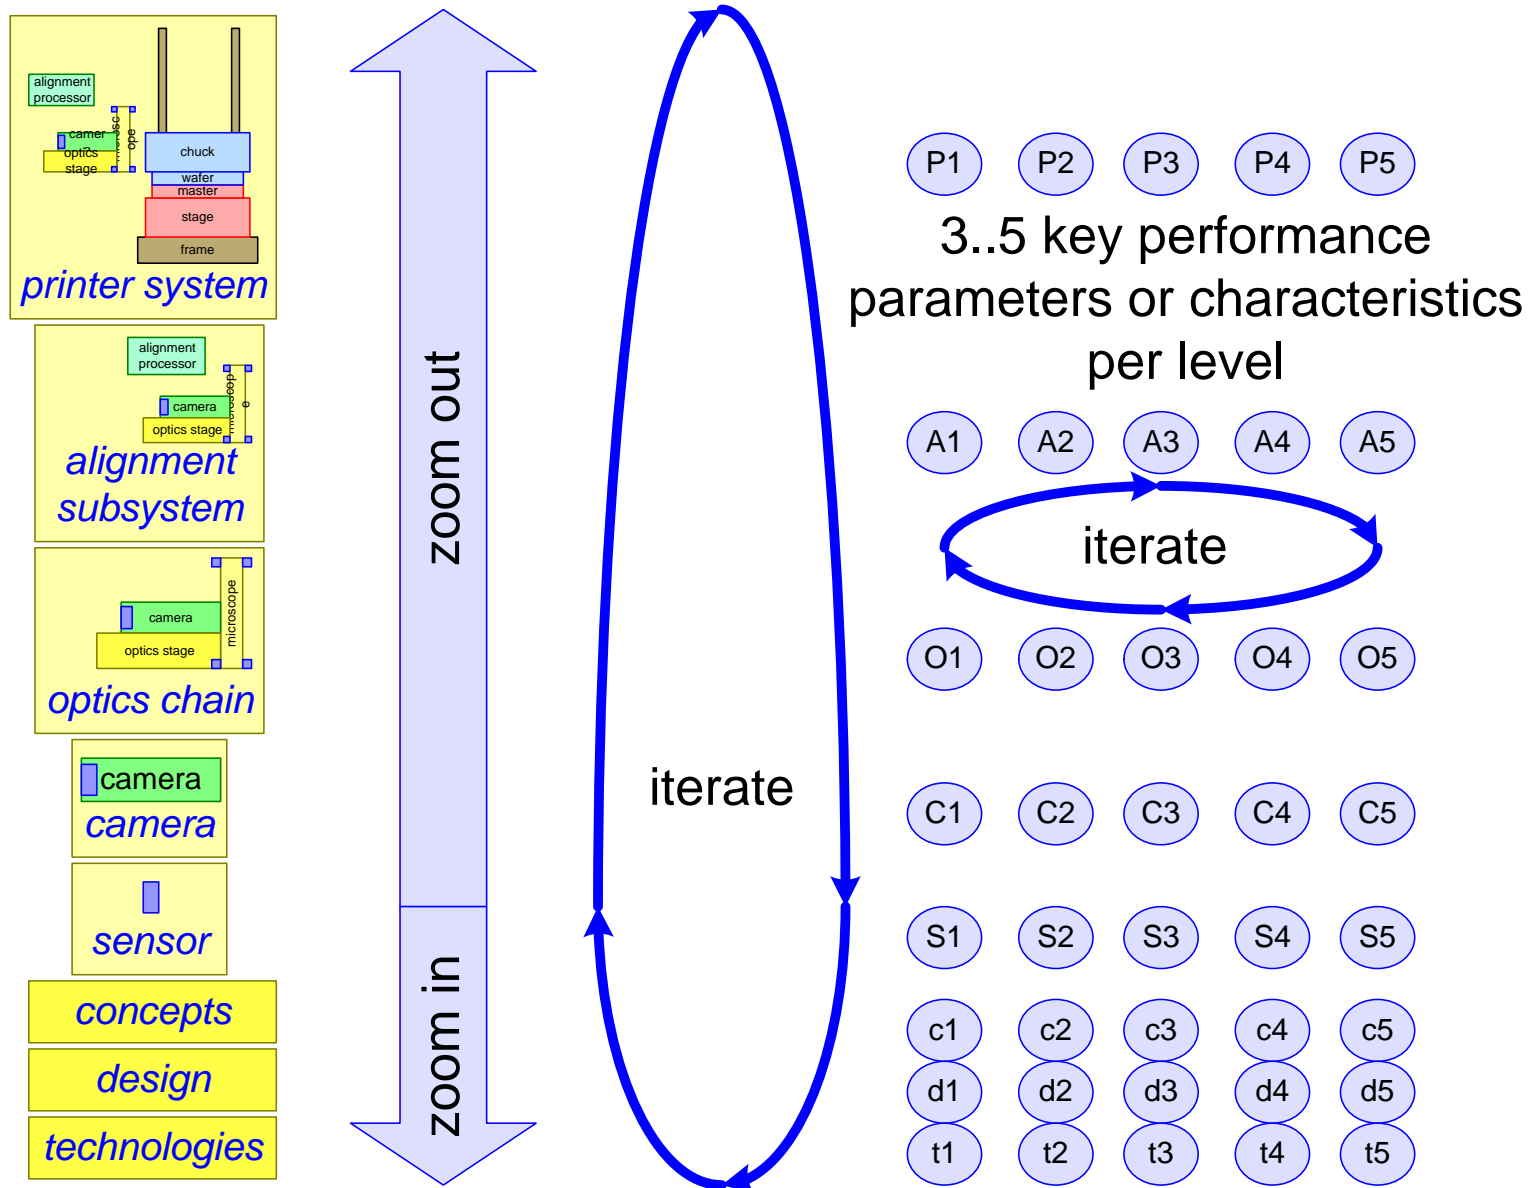 alignment
processor
camer
a
optics
stage
microsc
ope
chuck
wafer
master
stage
frame
printer system
alignment
processor
camera
optics stage
microscop
e
alignment
subsystem
camera
optics stage
microscope
optics chain
camera
camera
sensor
concepts
design
technologies
zoom out
zoom in
iterate
P1 P2 P3 P4 P5
3..5 key performance
parameters or characteristics
per level
A1 A2 A3 A4 A5
iterate
O1 O2 O3 O4 O5
C1 C2 C3 C4 C5
S1 S2 S3 S4 S5
c1 c2 c3 c4 c5
d1 d2 d3 d4 d5
t1 t2 t3 t4 t5